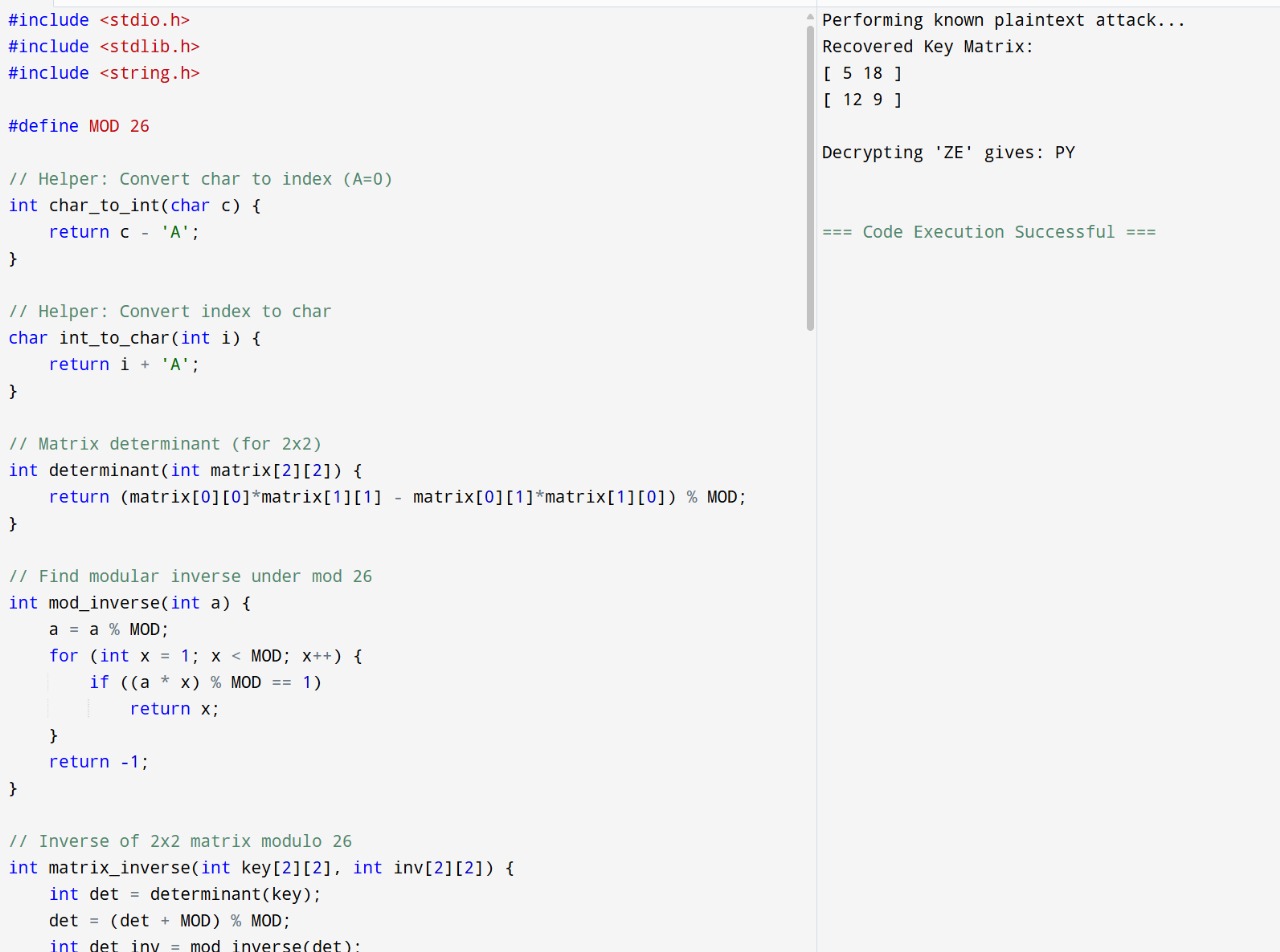 #include <stdio.h>
#include <stdlib.h>
#include <string.h>
#define MOD 26
// Helper: Convert char to index (A=0)
int char_to_int(char c) {
    return c - 'A';
}
// Helper: Convert index to char
char int_to_char(int i) {
    return i + 'A';
}
// Matrix determinant (for 2x2)
int determinant(int matrix[2][2]) {
    return (matrix[0][0]*matrix[1][1] - matrix[0][1]*matrix[1][0]) % MOD;
}
// Find modular inverse under mod 26
int mod_inverse(int a) {
    a = a % MOD;
    for (int x = 1; x < MOD; x++) {
        if ((a * x) % MOD == 1)
            return x;
    }
    return -1;
}
// Inverse of 2x2 matrix modulo 26
int matrix_inverse(int key[2][2], int inv[2][2]) {
    int det = determinant(key);
    det = (det + MOD) % MOD;
    int det_inv = mod_inverse(det);
Performing known plaintext attack...
Recovered Key Matrix:
[ 5 18 ]
[ 12 9 ]
Decrypting 'ZE' gives: PY
=== Code Execution Successful ===